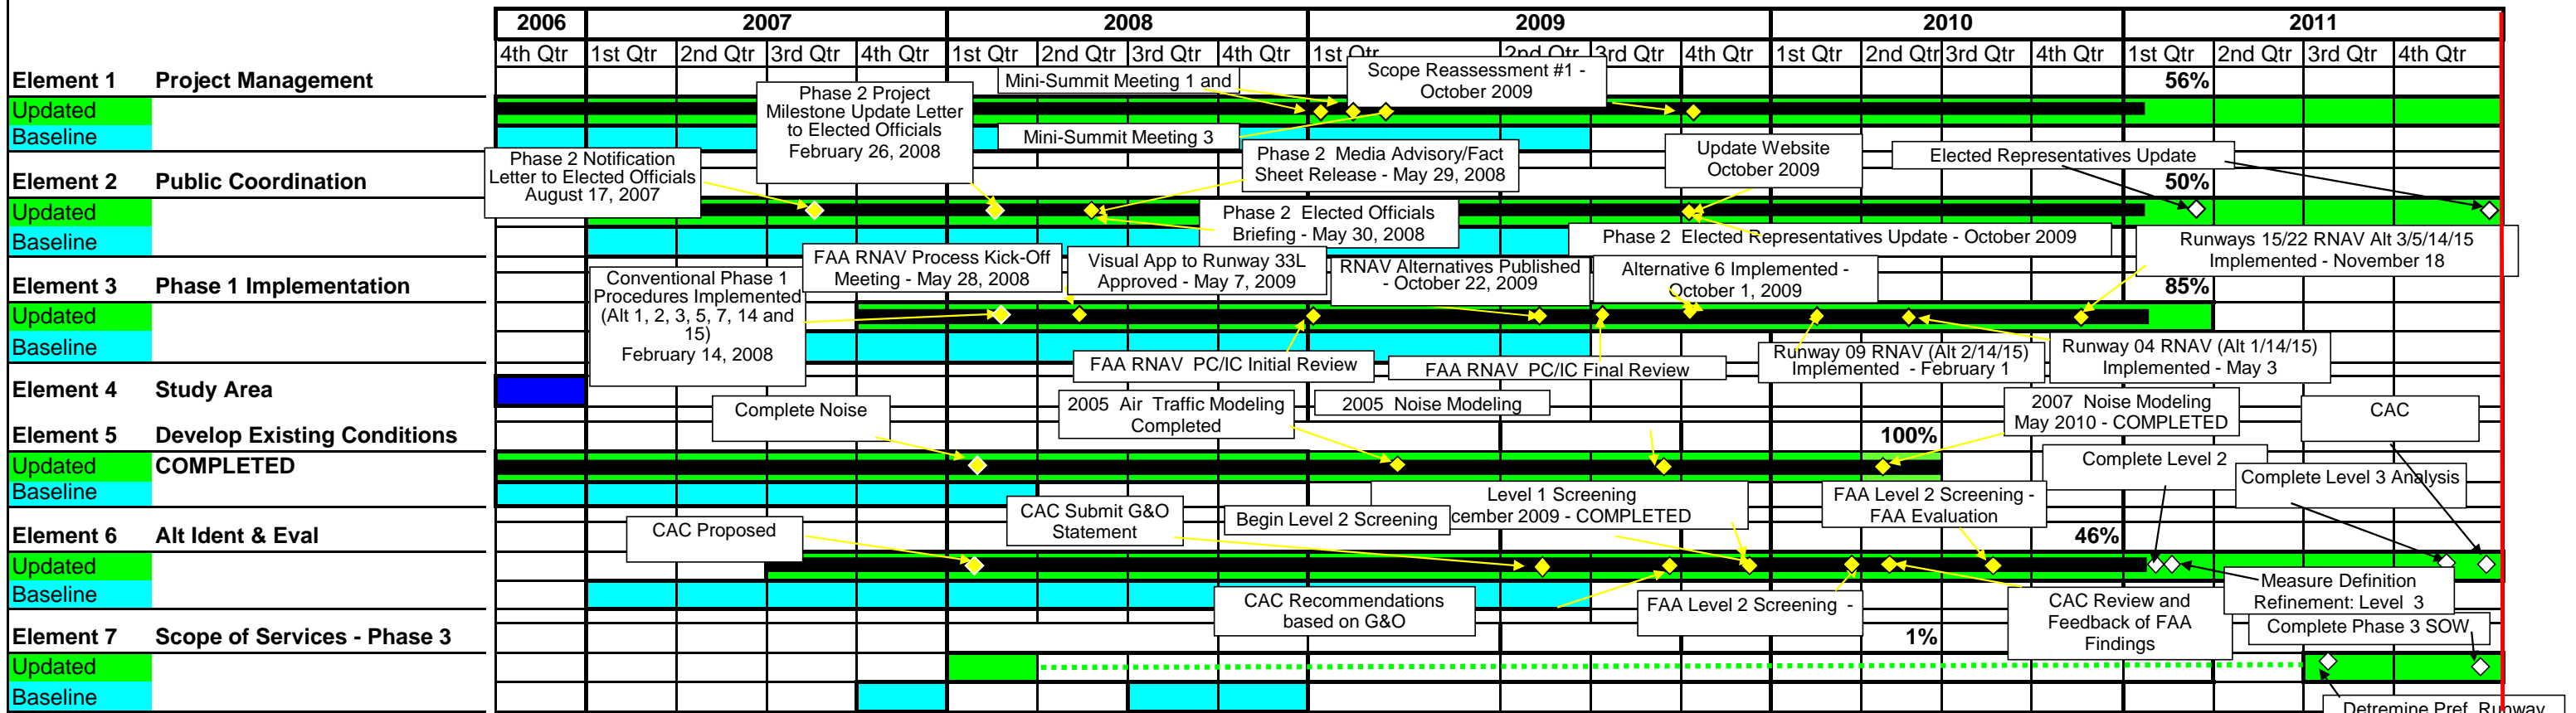 2006 2007 2008 2009 2010 2011
4th Qtr 1st Qtr 2nd Qtr 3rd Qtr 4th Qtr 1st Qtr 2nd Qtr 3rd Qtr 4th Qtr 1st Qtr 2nd Qtr 3rd Qtr 4th Qtr 1st Qtr 2nd Qtr 3rd Qtr 4th Qtr 1st Qtr 2nd Qtr 3rd Qtr 4th Qtr
Element 1 Project Management
56%
Updated
Baseline
Mini-Summit Meeting 1 and
Scope Reassessment #1 -
October 2009
Mini-Summit Meeting 3
Phase 2 Project
Milestone Update Letter
to Elected Officials
February 26, 2008
Phase 2 Notification
Letter to Elected Officials
August 17, 2007
Phase 2 Media Advisory/Fact
Sheet Release - May 29, 2008
Update Website
October 2009
Elected Representatives Update
Element 2 Public Coordination
50%
Updated
Baseline
Phase 2 Elected Officials
Briefing - May 30, 2008
Phase 2 Elected Representatives Update - October 2009
Runways 15/22 RNAV Alt 3/5/14/15
Implemented - November 18
FAA RNAV Process Kick-Off
Meeting - May 28, 2008
Visual App to Runway 33L
Approved - May 7, 2009
RNAV Alternatives Published
- October 22, 2009
Alternative 6 Implemented -
October 1, 2009
Conventional Phase 1
Procedures Implemented
(Alt 1, 2, 3, 5, 7, 14 and
15)
February 14, 2008
Element 3 Phase 1 Implementation
85%
Updated
Baseline
FAA RNAV PC/IC Initial Review
FAA RNAV PC/IC Final Review
Runway 09 RNAV (Alt 2/14/15)
Implemented - February 1
Runway 04 RNAV (Alt 1/14/15)
Implemented - May 3
Element 4 Study Area
Complete Noise
2005 Air Traffic Modeling
Completed
2005 Noise Modeling
2007 Noise Modeling
May 2010 - COMPLETED
CAC
Element 5 Develop Existing Conditions
100%
Updated COMPLETED
Baseline
Complete Level 2
Complete Level 3 Analysis
CAC Proposed
CAC Submit G&O
Statement
Begin Level 2 Screening
Level 1 Screening
cember 2009 - COMPLETED
FAA Level 2 Screening -
FAA Evaluation
Element 6 Alt Ident & Eval
46%
Updated
Baseline
CAC Recommendations
based on G&O
FAA Level 2 Screening -
CAC Review and
Feedback of FAA
Findings
Measure Definition
Refinement: Level 3
Complete Phase 3 SOW
Element 7 Scope of Services - Phase 3
1%
Updated
Baseline
Detremine Pref. Runway